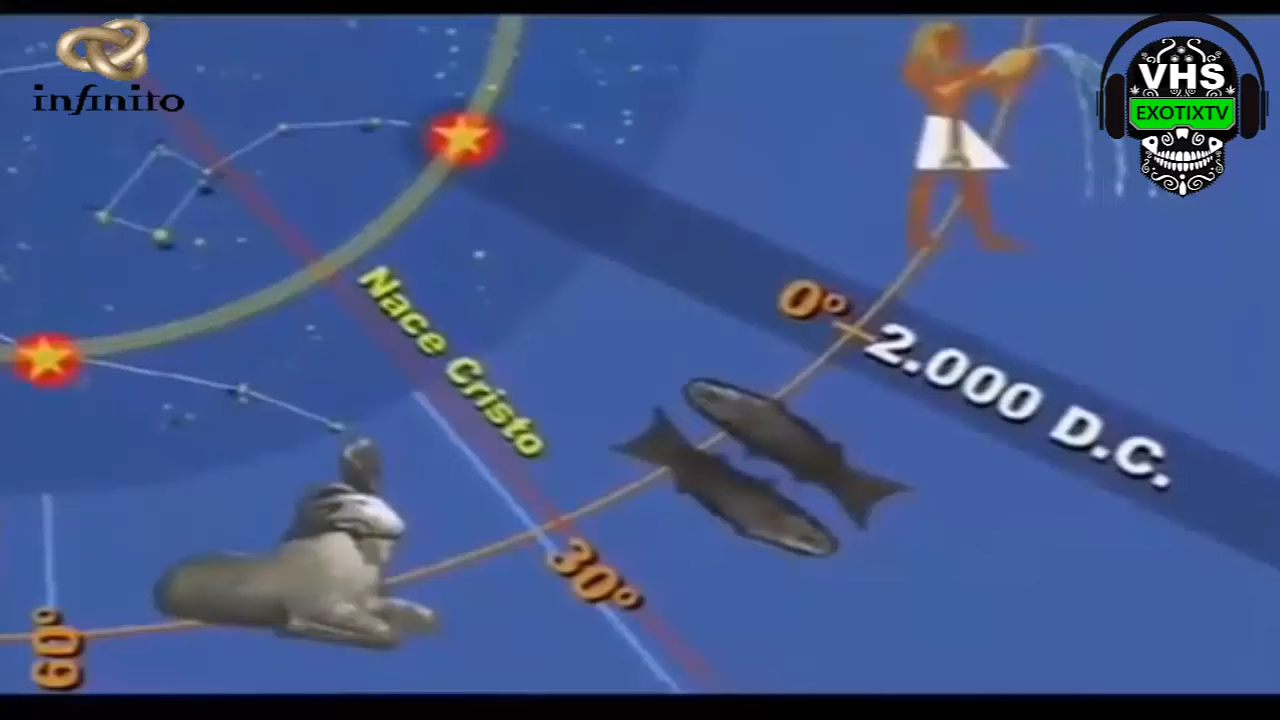 infinito
VHS
EXOTIXTV
Nace Cristo
0°
2.000 D.C.
30°
60°